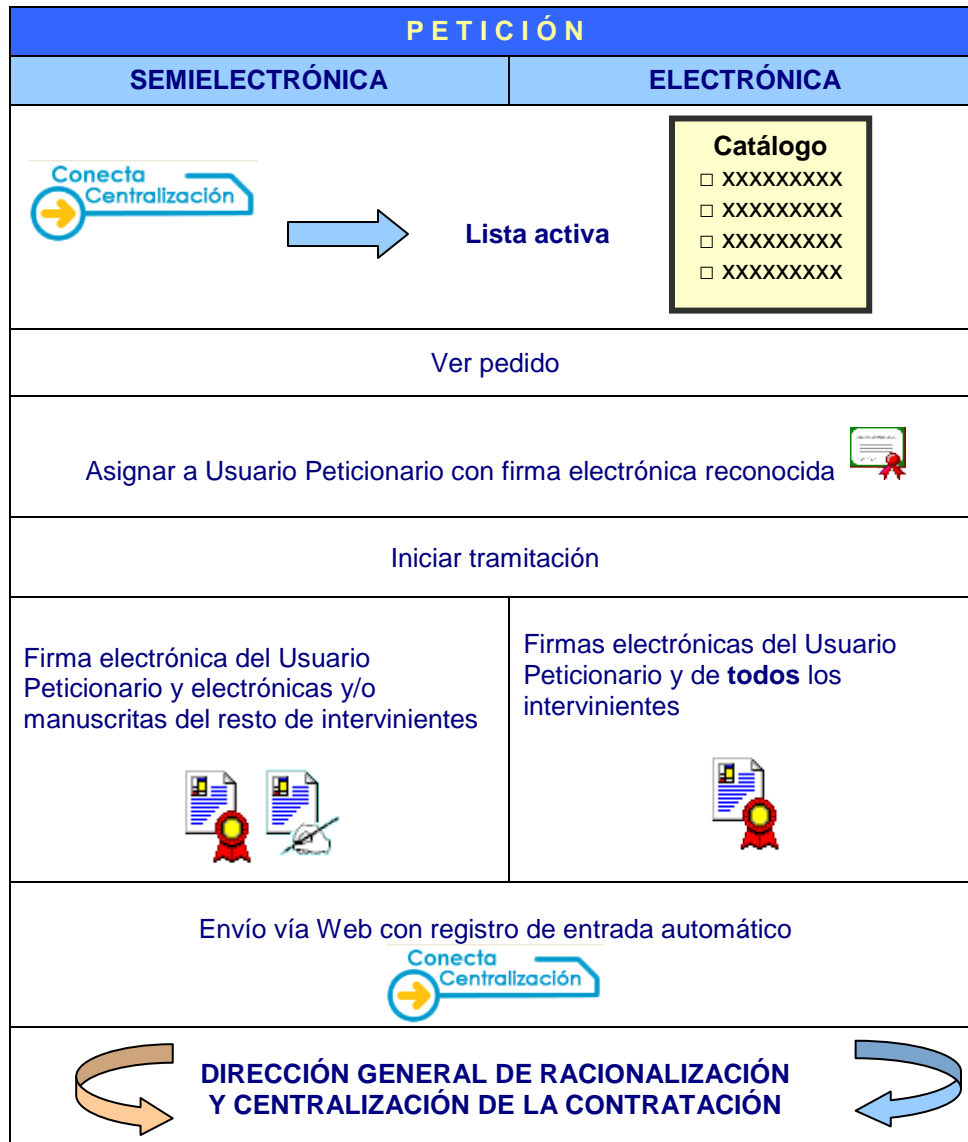 P E T I C I Ó N
SEMIELECTRÓNICA
ELECTRÓNICA
Conecta
Centralización
Lista activa
Catálogo
□ XXXXXXXXX
□ XXXXXXXXX
□ XXXXXXXXX
□ XXXXXXXXX
Ver pedido
Asignar a Usuario Peticionario con firma electrónica reconocida
Iniciar tramitación
Firma electrónica del Usuario
Peticionario y electrónicas y/o
manuscritas del resto de intervinientes
Firmas electrónicas del Usuario
Peticionario y de todos los
intervinientes
Envío vía Web con registro de entrada automático
Conecta
Centralización
DIRECCIÓN GENERAL DE RACIONALIZACIÓN
Y CENTRALIZACIÓN DE LA CONTRATACIÓN